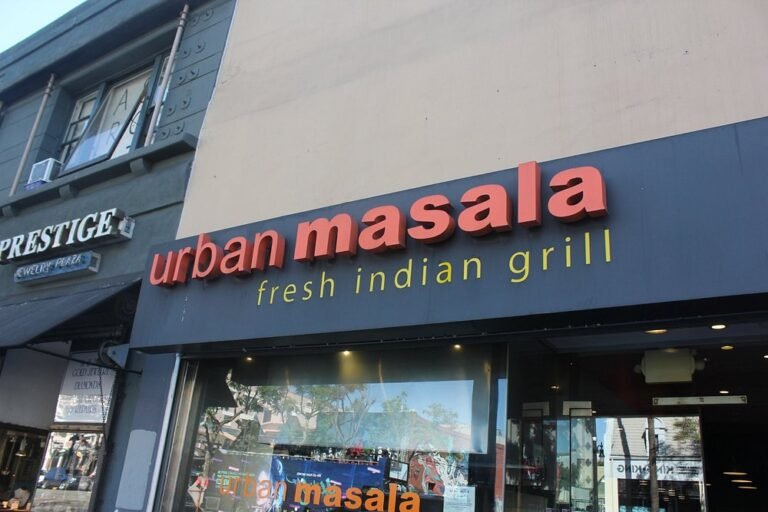 PRESTIGE
JEWELRY PLAZA
urban masala
fresh indian grill
urban masala